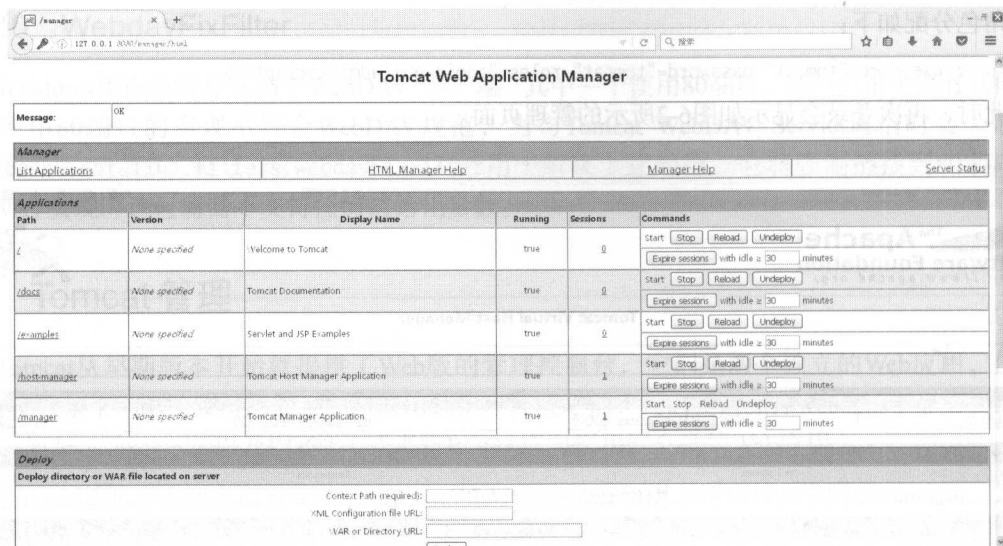 /manager × +
127.0.0.1:8080/manager/html
搜索
Tomcat Web Application Manager
Message: OK
Manager
List Applications HTML Manager Help Manager Help Server Status
Applications
Path Version Display Name Running Sessions Commands
/ None specified Welcome to Tomcat true 0 Start Stop Reload Undeploy
Expire sessions with idle ≥ 30 minutes
/docs None specified Tomcat Documentation true 0 Start Stop Reload Undeploy
Expire sessions with idle ≥ 30 minutes
/examples None specified Servlet and JSP Examples true 0 Start Stop Reload Undeploy
Expire sessions with idle ≥ 30 minutes
/host-manager None specified Tomcat Host Manager Application true 1 Start Stop Reload Undeploy
Expire sessions with idle ≥ 30 minutes
/manager None specified Tomcat Manager Application true 1 Start Stop Reload Undeploy
Expire sessions with idle ≥ 30 minutes
Deploy
Deploy directory or WAR file located on server
Context Path (required):
XML Configuration file URL:
WAR or Directory URL: